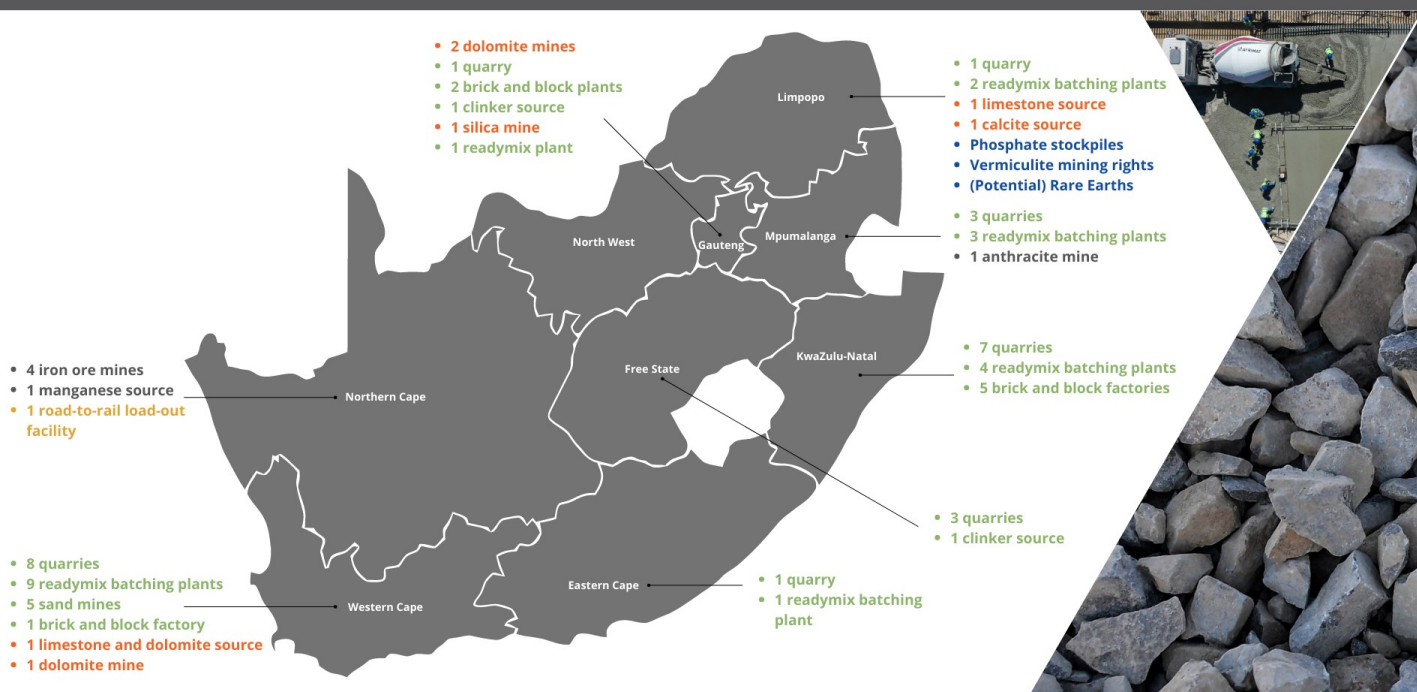 2 dolomite mines
1 quarry
2 brick and block plants
1 clinker source
1 silica mine
1 readymix plant
Limpopo
1 quarry
2 readymix batching plants
1 limestone source
1 calcite source
Phosphate stockpiles
Vermiculite mining rights
(Potential) Rare Earths
North West
Gauteng
Mpumalanga
3 quarries
3 readymix batching plants
1 anthracite mine
KwaZulu-Natal
7 quarries
4 readymix batching plants
5 brick and block factories
4 iron ore mines
1 manganese source
1 road-to-rail load-out
facility
Northern Cape
Free State
3 quarries
1 clinker source
8 quarries
9 readymix batching plants
5 sand mines
1 brick and block factory
1 limestone and dolomite source
1 dolomite mine
Western Cape
Eastern Cape
1 quarry
1 readymix batching
plant